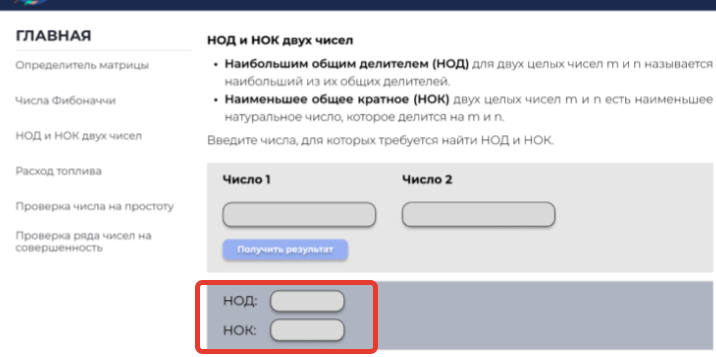 ГЛАВНАЯ
Определитель матрицы
Числа Фибоначчи
НОД и НОК двух чисел
Расход топлива
Проверка числа на простоту
Проверка ряда чисел на
совершенность
НОД и НОК двух чисел
• Наибольшим общим делителем (НОД) для двух целых чисел m и n называется
наибольший из их общих делителей.
• Наименьшее общее кратное (НОК) двух целых чисел m и n есть наименьшее
натуральное число, которое делится на m и n.
Введите числа, для которых требуется найти НОД и НОК.
Число 1 Число 2
Получить результат
НОД:
НОК: